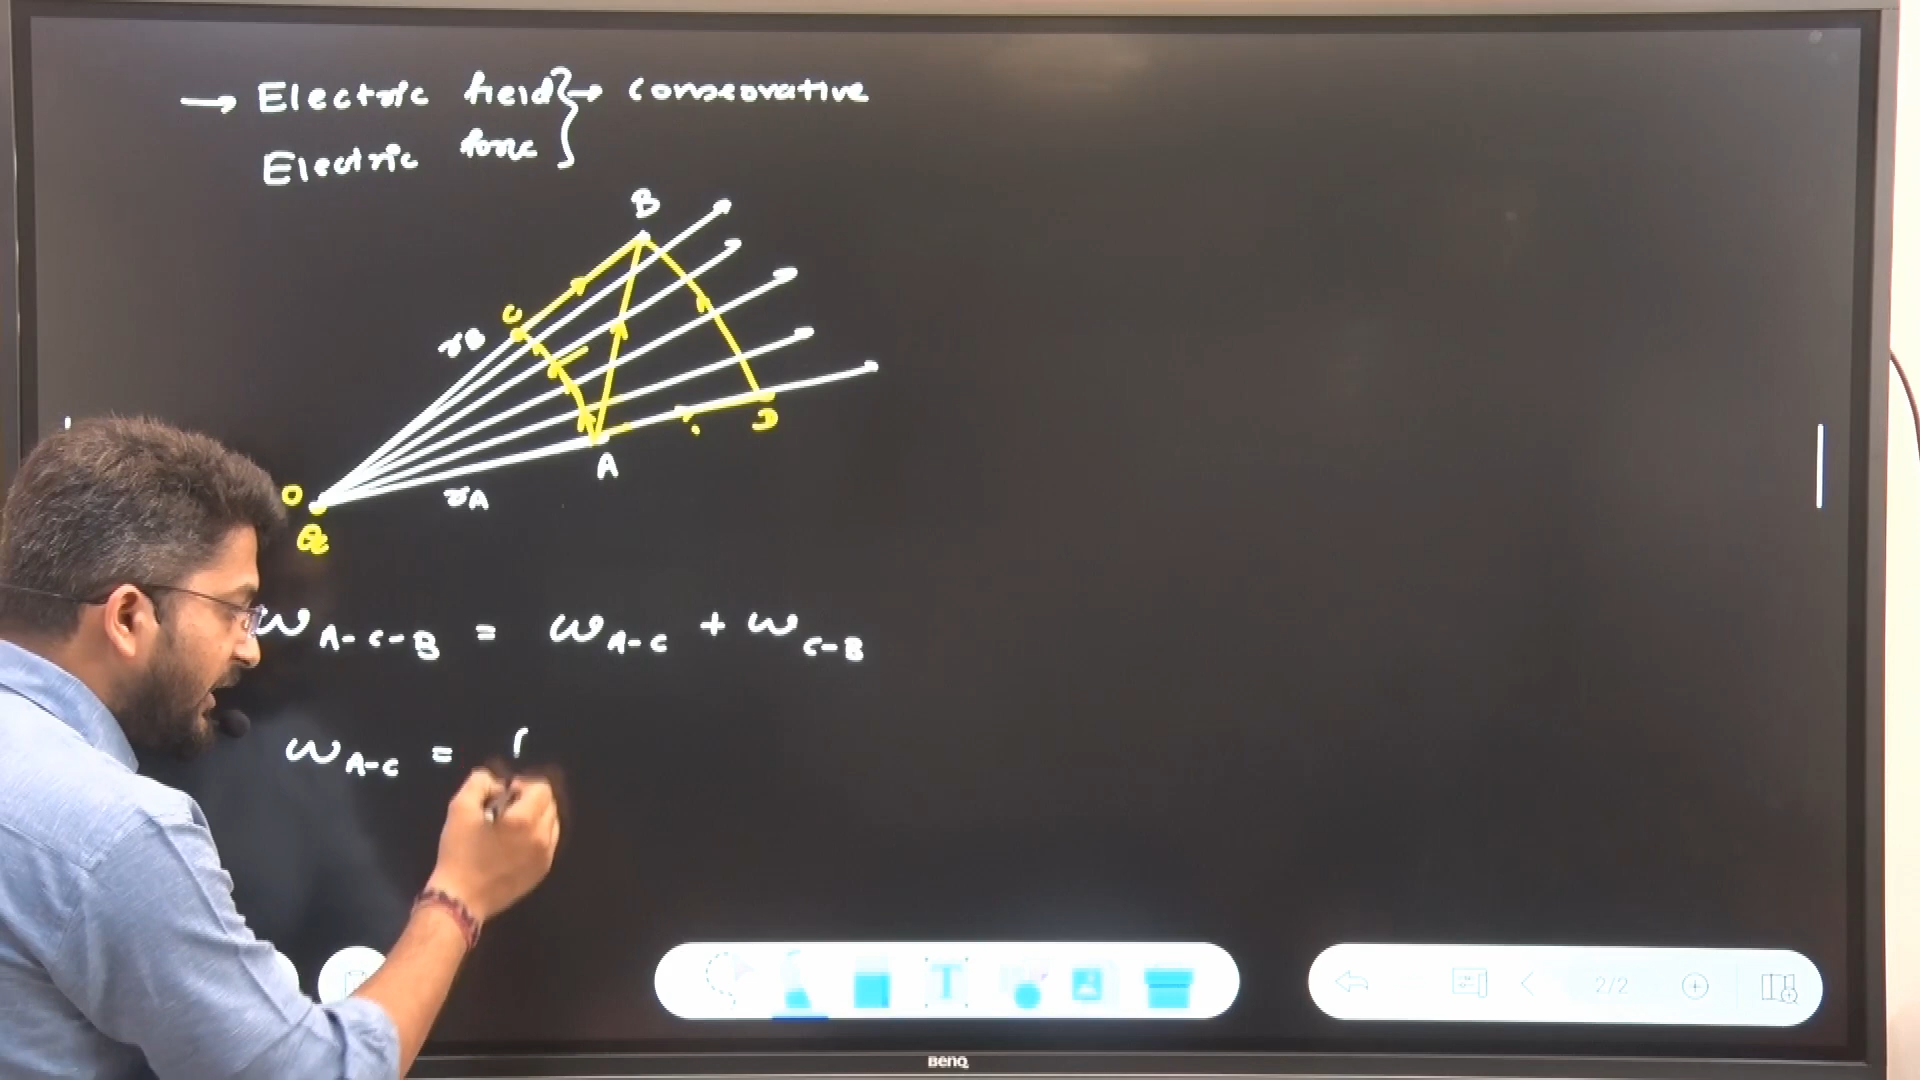 → Electric field } → Conservative
Electric force
B
C
rB
D
A
rA
O
W A-C-B = W A-C + W C-B
W A-C =
T
2/2
BenQ